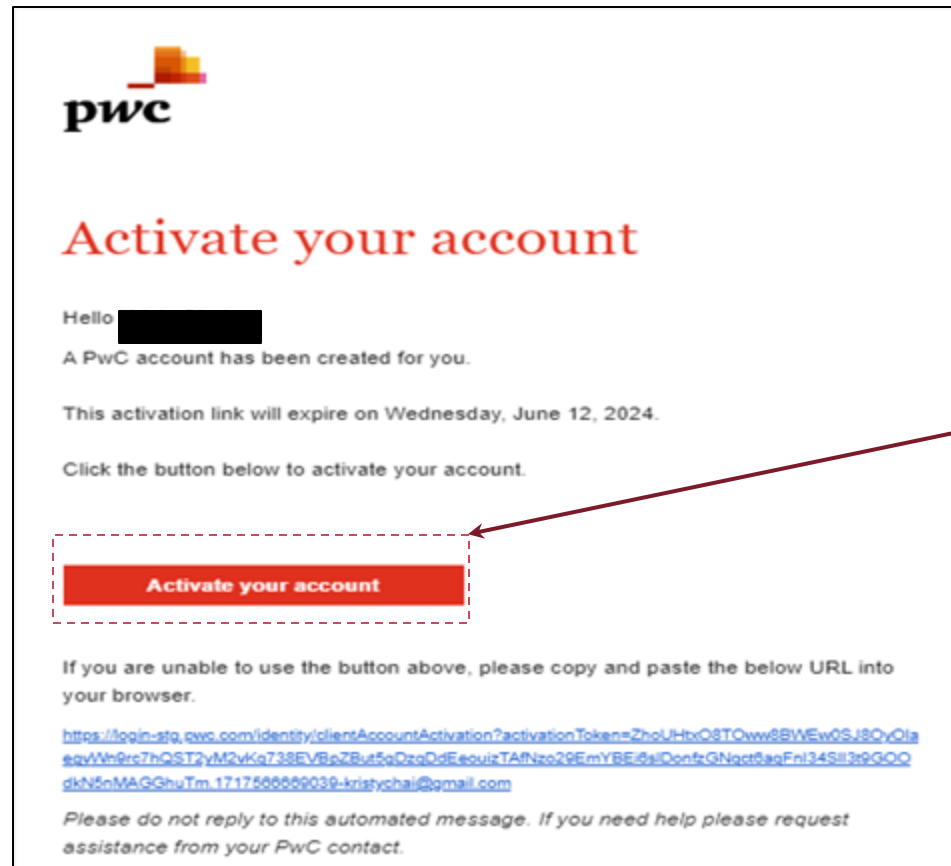 pwc
Activate your account
Hello
A PwC account has been created for you.
This activation link will expire on Wednesday, June 12, 2024.
Click the button below to activate your account.
Activate your account
If you are unable to use the button above, please copy and paste the below URL into
your browser.
https://login-stg.pwc.com/identity/clientAccountActivation?
Please do not reply to this automated message. If you need help please request
assistance from your PwC contact.